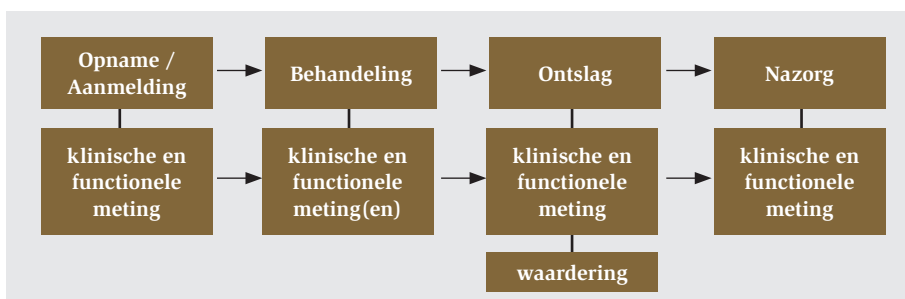 Opname /
Aanmelding
Behandeling
Ontslag
Nazorg
klinische en
functionele
meting
klinische en
functionele
meting(en)
klinische en
functionele
meting
klinische en
functionele
meting
waardering